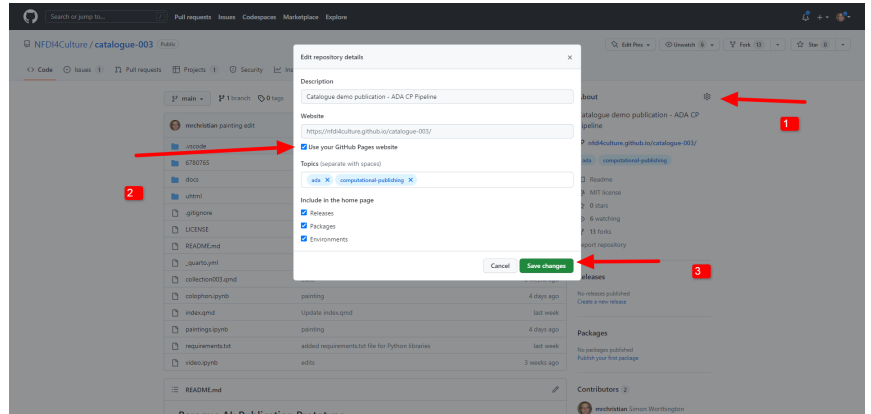 Search or jump to...
/
Pull requests Issues Codespaces Marketplace Explore
NFDI4Culture / catalogue-003 Public
Edit Pins Unwatch 6 Fork 13 Star 0
Code Issues 1 Pull requests Projects 1 Security Ins
main 1 branch 0 tags
mrchristian painting edit
.vscode
6780765
docs
uhtml
.gitignore
LICENSE
README.md
_quarto.yml
collection003.qmd
colophon.ipynb painting 4 days ago
index.qmd Update index.qmd last week
paintings.ipynb painting 4 days ago
requirements.txt added requirements.txt file for Python libraries last week
video.ipynb edits 3 weeks ago
README.md
Edit repository details
Description
Catalogue demo publication - ADA CP Pipeline
Website
https://nfdi4culture.github.io/catalogue-003/
Use your GitHub Pages website
Topics (separate with spaces)
ada computational-publishing
Include in the home page
Releases
Packages
Environments
Cancel Save changes
1
2
3
About
Catalogue demo publication - ADA CP
Pipeline
nfdi4culture.github.io/catalogue-003/
ada computational-publishing
Readme
MIT license
0 stars
6 watching
13 forks
Report repository
Releases
No releases published
Create a new release
Packages
No packages published
Publish your first package
Contributors 2
mrchristian Simon Worthington